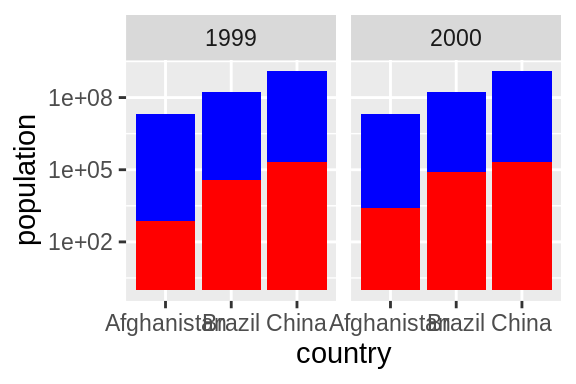 1999 2000
population
1e+08
1e+05
1e+02
Afghanistan Brazil China Afghanistan Brazil China
country